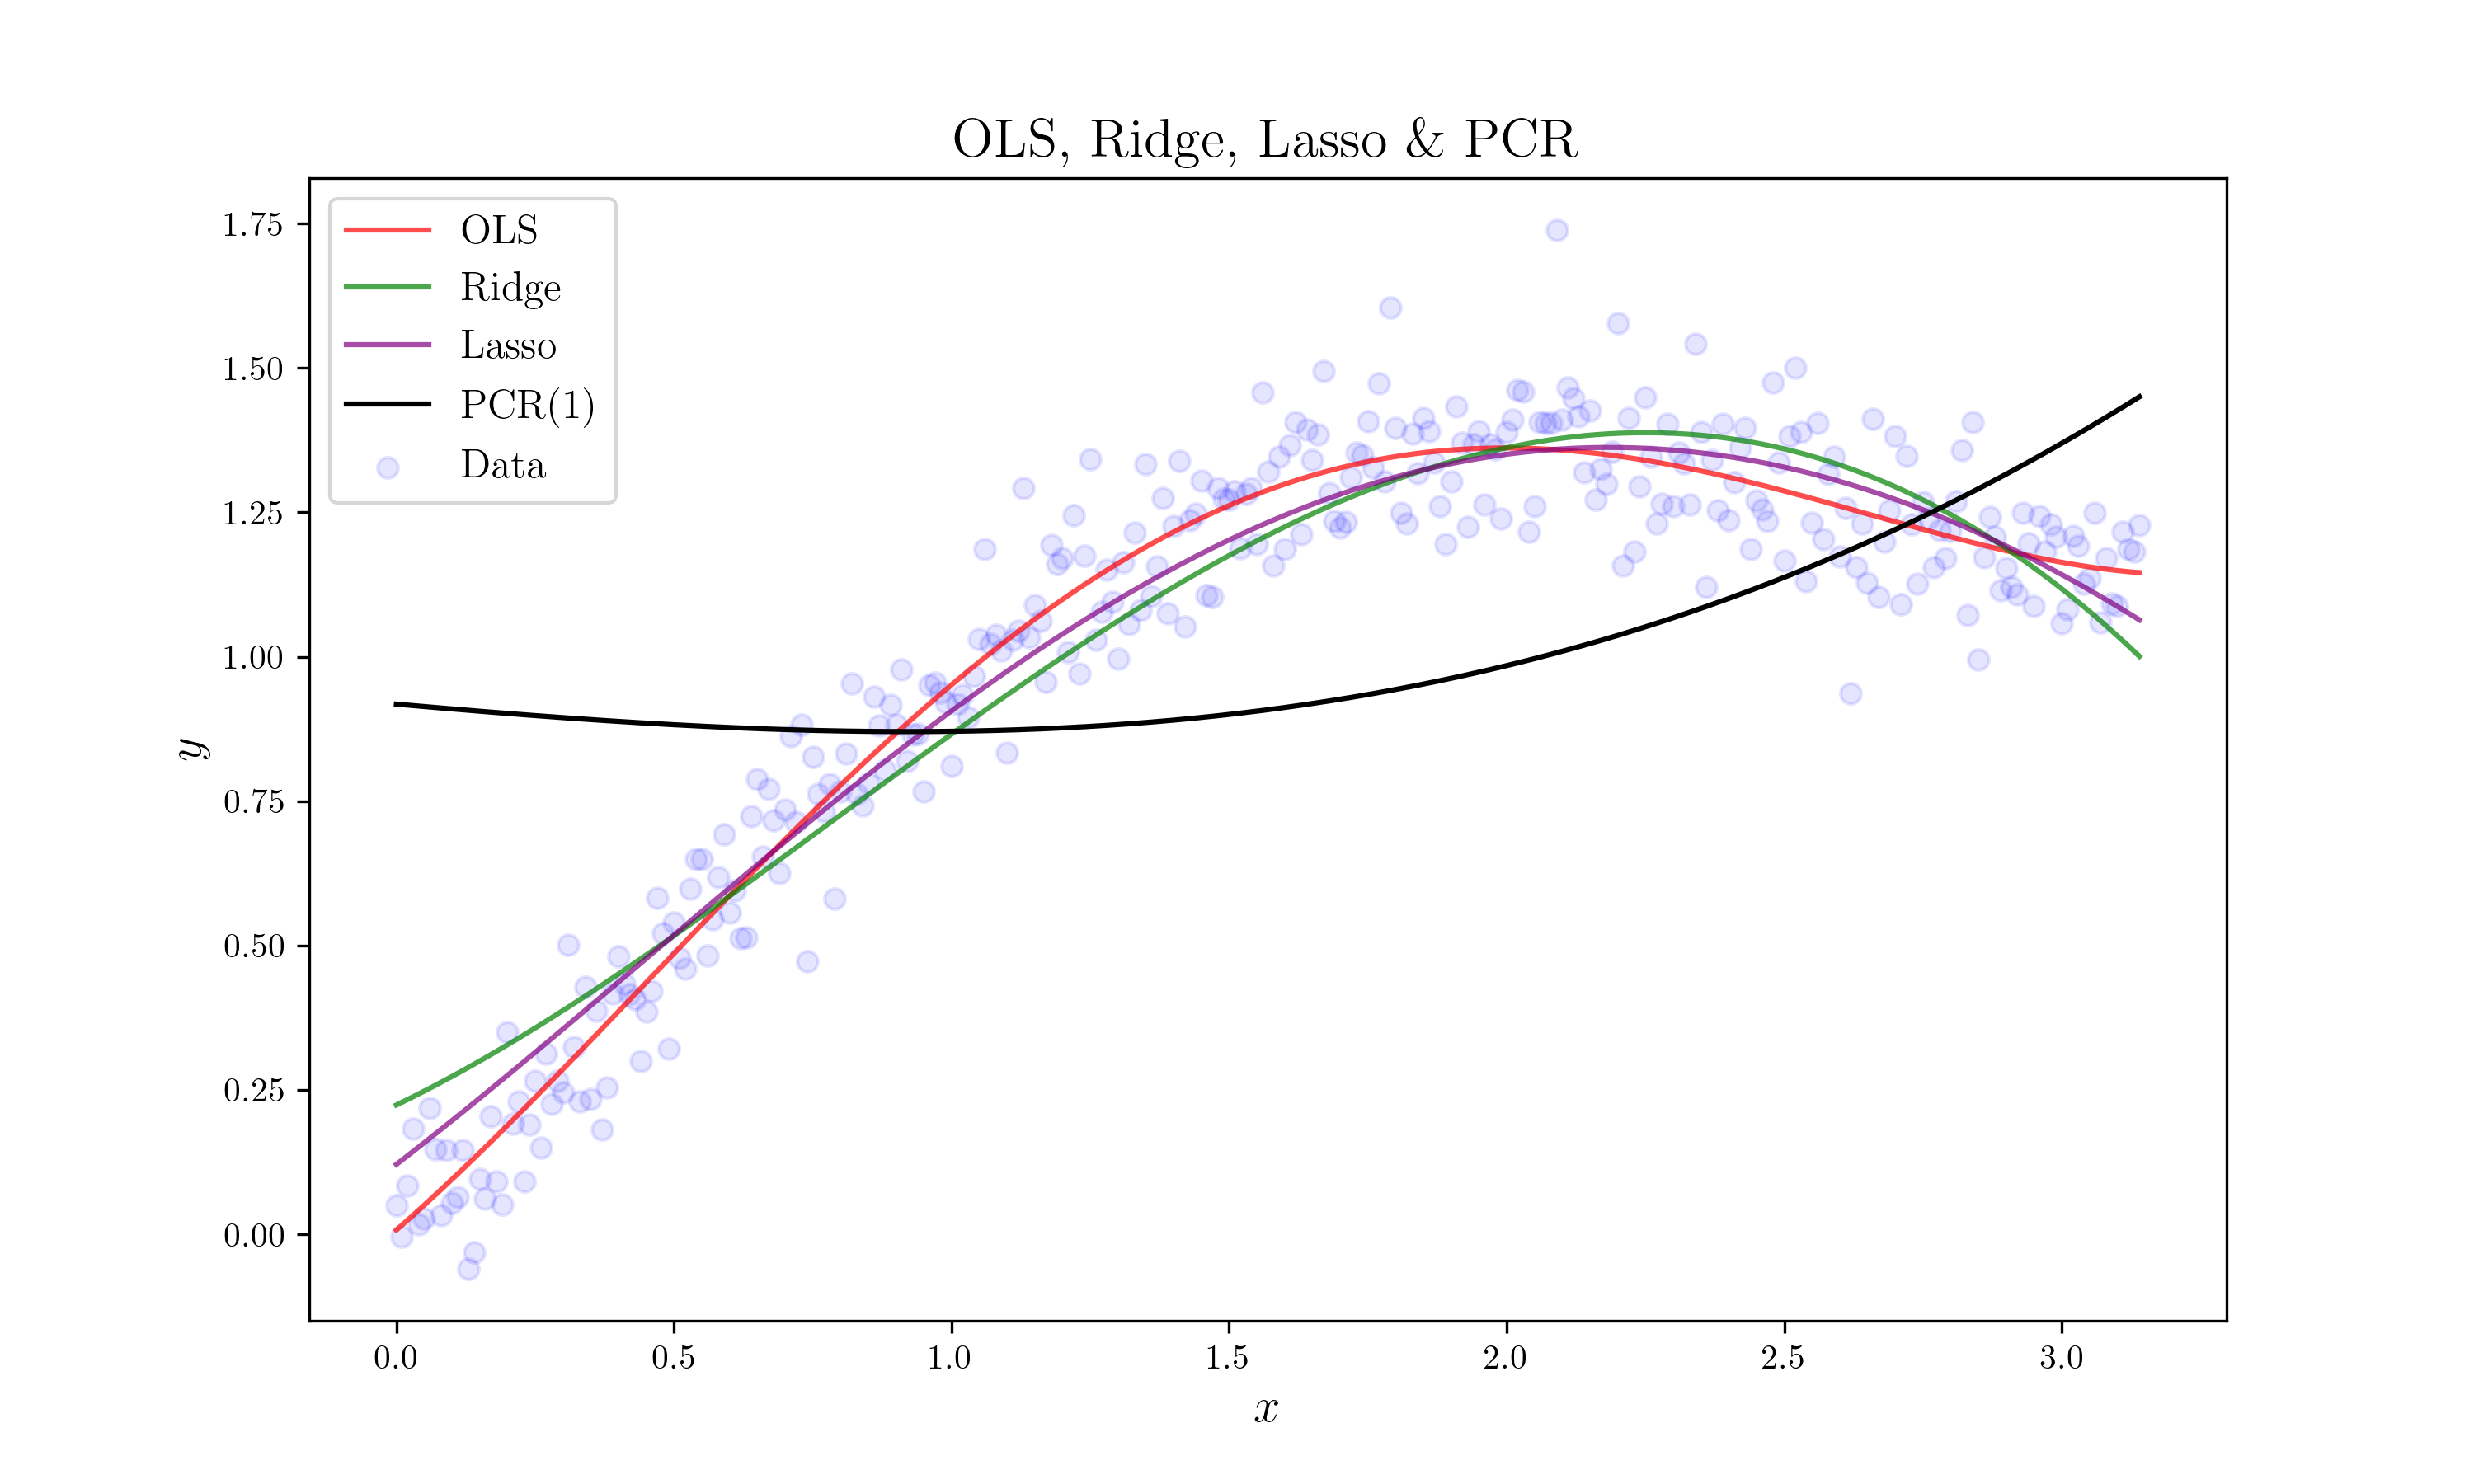 OLS, Ridge, Lasso & PCR
OLS
Ridge
Lasso
PCR(1)
Data
1.75
1.50
1.25
1.00
0.75
0.50
0.25
0.00
y
0.0 0.5 1.0 1.5 2.0 2.5 3.0
x